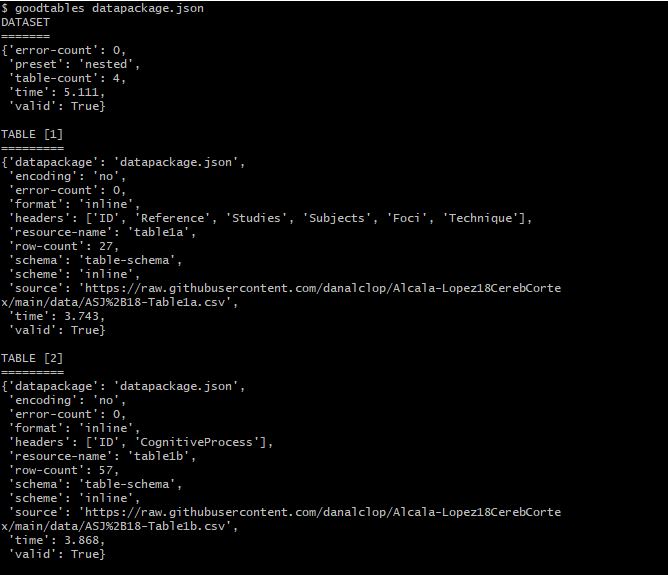 $ goodtables datapackage.json
DATASET
=======
{'error-count': 0,
 'preset': 'nested',
 'table-count': 4,
 'time': 5.111,
 'valid': True}

TABLE [1]
=========
{'datapackage': 'datapackage.json',
 'encoding': 'no',
 'error-count': 0,
 'format': 'inline',
 'headers': ['ID', 'Reference', 'Studies', 'Subjects', 'Foci', 'Technique'],
 'resource-name': 'table1a',
 'row-count': 27,
 'schema': 'table-schema',
 'scheme': 'inline',
 'source': 'https://raw.githubusercontent.com/danalclop/Alcala-Lopez18CerebCorte
x/main/data/ASJ%2B18-Table1a.csv',
 'time': 3.743,
 'valid': True}

TABLE [2]
=========
{'datapackage': 'datapackage.json',
 'encoding': 'no',
 'error-count': 0,
 'format': 'inline',
 'headers': ['ID', 'CognitiveProcess'],
 'resource-name': 'table1b',
 'row-count': 57,
 'schema': 'table-schema',
 'scheme': 'inline',
 'source': 'https://raw.githubusercontent.com/danalclop/Alcala-Lopez18CerebCorte
x/main/data/ASJ%2B18-Table1b.csv',
 'time': 3.868,
 'valid': True}